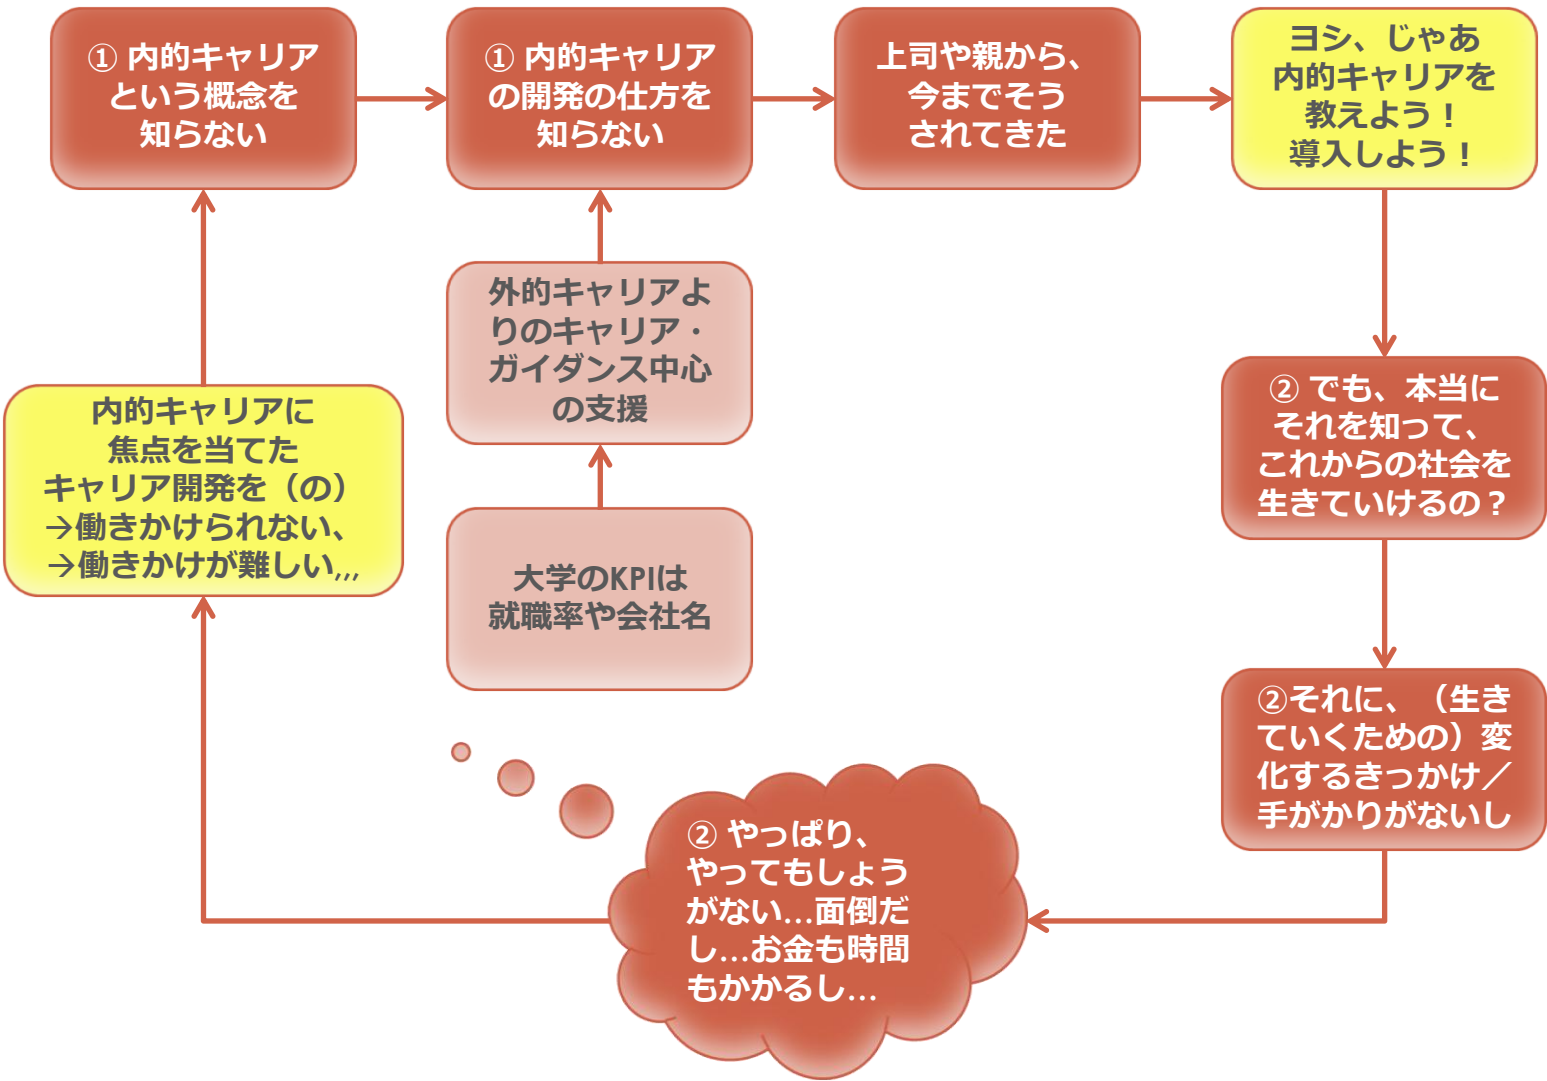 ① 内的キャリア
という概念を
知らない
① 内的キャリア
の開発の仕方を
知らない
上司や親から、
今までそう
されてきた
ヨシ、じゃあ
内的キャリアを
教えよう！
導入しよう！
外的キャリアよ
りのキャリア・
ガイダンス中心
の支援
大学のKPIは
就職率や会社名
内的キャリアに
焦点を当てた
キャリア開発を（の）
→働きかけられない、
→働きかけが難しい,,,
② でも、本当に
それを知って、
これからの社会を
生きていけるの？
②それに、（生き
ていくための）変
化するきっかけ／
手がかりがないし
② やっぱり、
やってもしょう
がない…面倒だ
し…お金も時間
もかかるし…